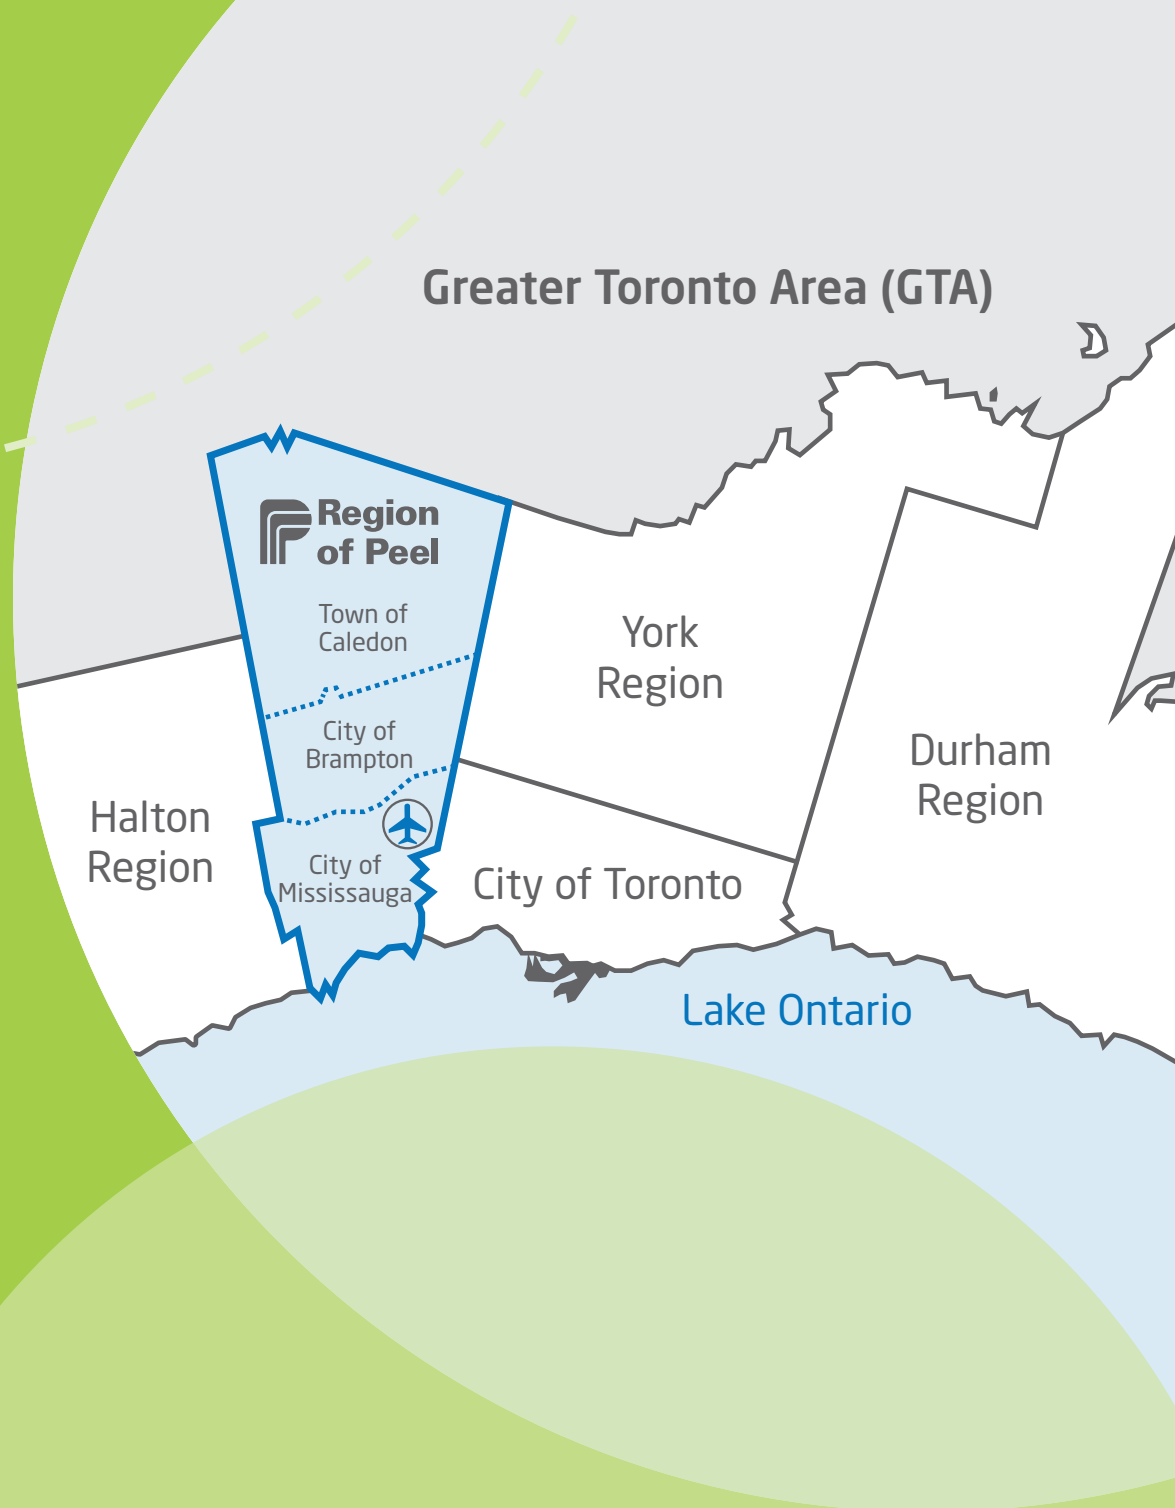 Greater Toronto Area (GTA)
Region
of Peel
Town of
Caledon
City of
Brampton
City of
Mississauga
York
Region
Durham
Region
Halton
Region
City of Toronto
Lake Ontario